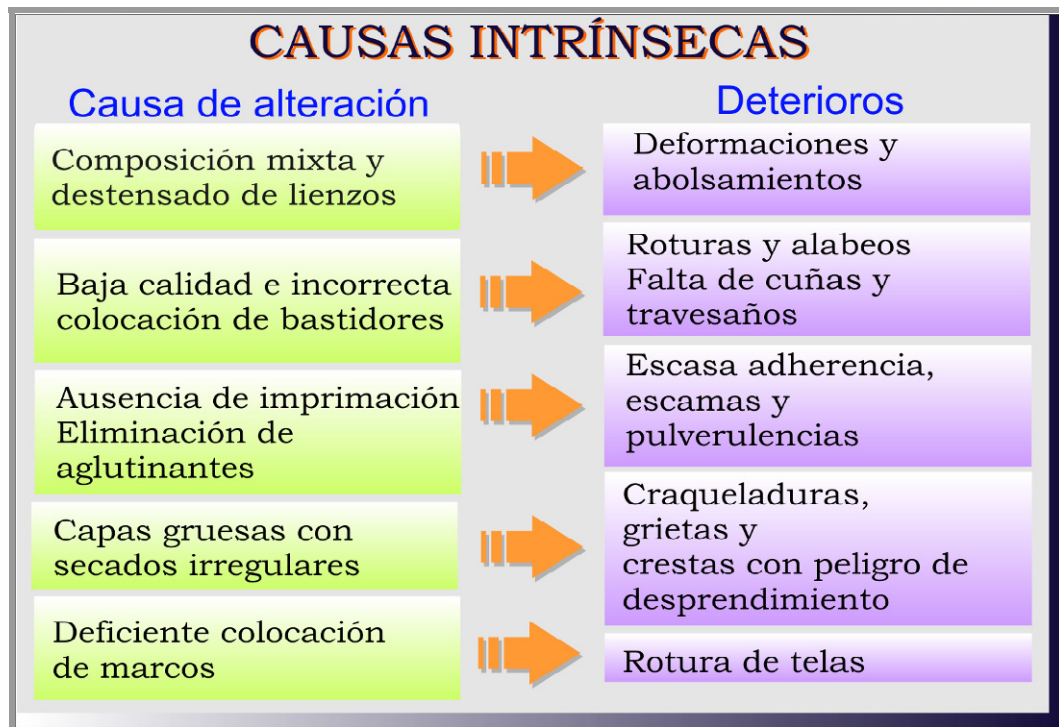 CAUSAS INTRÍNSECAS
Causa de alteración
Deterioros
Composición mixta y
destensado de lienzos
Deformaciones y
abolsamientos
Baja calidad e incorrecta
colocación de bastidores
Roturas y alabeos
Falta de cuñas y
travesaños
Ausencia de imprimación
Eliminación de
aglutinantes
Escasa adherencia,
escamas y
pulverulencias
Capas gruesas con
secados irregulares
Craqueladuras,
grietas y
crestas con peligro de
desprendimiento
Deficiente colocación
de marcos
Rotura de telas